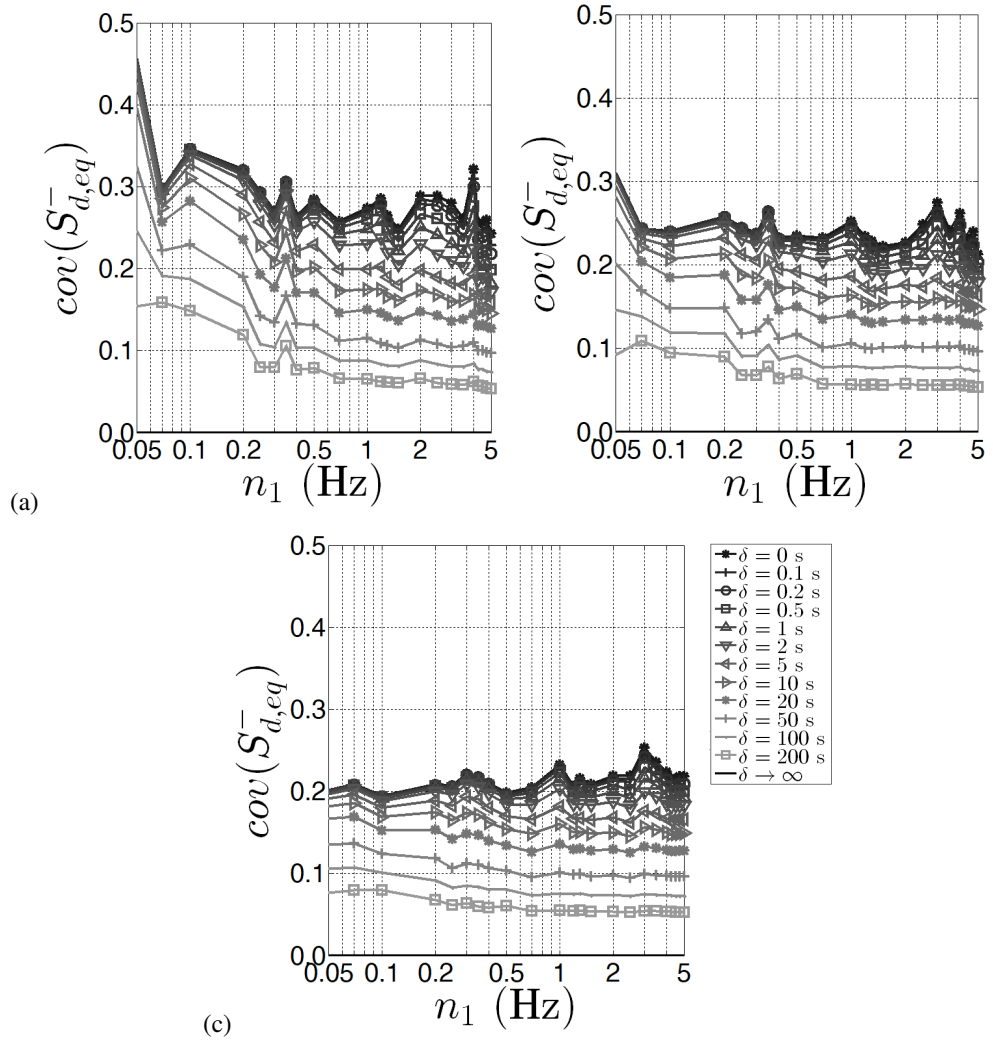 0.5
0.4
0.3
0.2
0.1
0.0
cov(S⁻d,eq)
0.05 0.1 0.2 0.5 1 2 5
n₁ (Hz)
(a)
0.5
0.4
0.3
0.2
0.1
0.0
cov(S⁻d,eq)
0.05 0.1 0.2 0.5 1 2 5
n₁ (Hz)
0.5
0.4
0.3
0.2
0.1
0.0
cov(S⁻d,eq)
0.05 0.1 0.2 0.5 1 2 5
n₁ (Hz)
(c)
δ = 0 s
δ = 0.1 s
δ = 0.2 s
δ = 0.5 s
δ = 1 s
δ = 2 s
δ = 5 s
δ = 10 s
δ = 20 s
δ = 50 s
δ = 100 s
δ = 200 s
δ → ∞